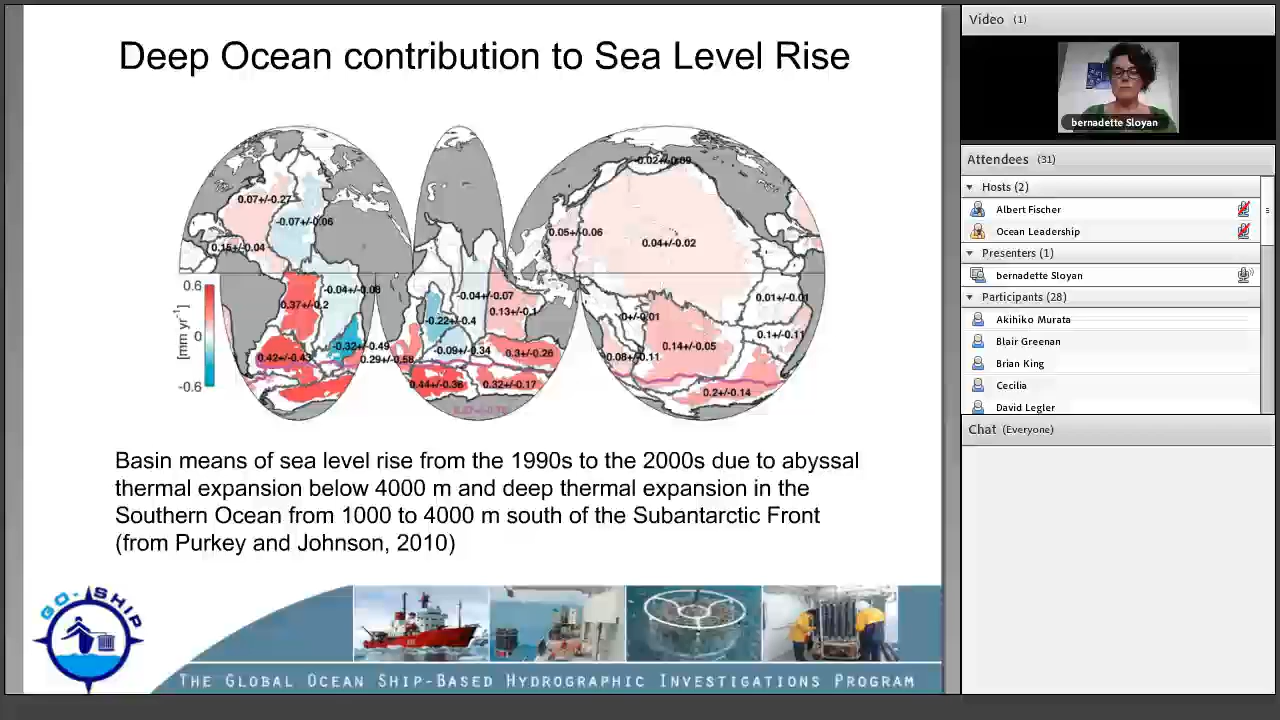 Deep Ocean contribution to Sea Level Rise
-0.02+/-0.09
0.07+/-0.27
-0.07+/-0.06
0.15+/-0.04
0.05+/-0.06
0.04+/-0.02
0.6
0
-0.6
[mm yr⁻¹]
0.37+/-0.2
-0.04+/-0.08
-0.04+/-0.07
0.13+/-0.1
-0.22+/-0.4
0+/-0.01
0.01+/-0.01
0.1+/-0.11
0.42+/-0.43
-0.32+/-0.49
0.29+/-0.58
-0.09+/-0.34
0.3+/-0.26
-0.08+/-0.11
0.14+/-0.05
0.44+/-0.36
0.32+/-0.17
0.2+/-0.14
Basin means of sea level rise from the 1990s to the 2000s due to abyssal
thermal expansion below 4000 m and deep thermal expansion in the
Southern Ocean from 1000 to 4000 m south of the Subantarctic Front
(from Purkey and Johnson, 2010)
GO-SHIP
THE GLOBAL OCEAN SHIP-BASED HYDROGRAPHIC INVESTIGATIONS PROGRAM
Video (1)
bernadette Sloyan
Attendees (31)
Hosts (2)
Albert Fischer
Ocean Leadership
Presenters (1)
bernadette Sloyan
Participants (28)
Akihiko Murata
Blair Greenan
Brian King
Cecilia
David Legler
Chat (Everyone)